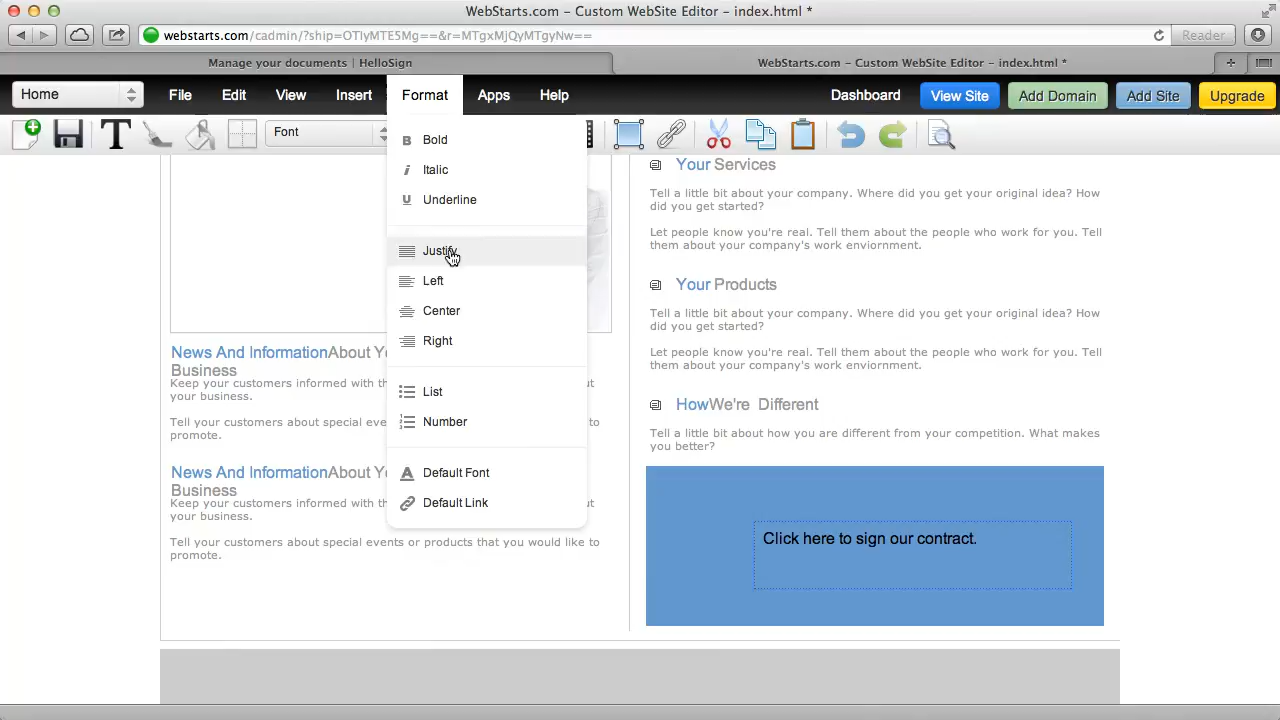 WebStarts.com – Custom WebSite Editor – index.html *
webstarts.com/cadmin/?ship=OTIyMTE5Mg==&r=MTgxMjQyMTgyNw==
Reader
Manage your documents | HelloSign
WebStarts.com – Custom WebSite Editor – index.html *
Home
File
Edit
View
Insert
Format
Apps
Help
Dashboard
View Site
Add Domain
Add Site
Upgrade
Font
Bold
Italic
Underline
Justify
Left
Center
Right
List
Number
Default Font
Default Link
News And InformationAbout Yo
Business
Keep your customers informed with th
your business.
Tell your customers about special eve
to
promote.
News And InformationAbout Yo
Business
Keep your customers informed with th
your business.
Tell your customers about special events or products that you would like to
promote.
Your Services
Tell a little bit about your company. Where did you get your original idea? How
did you get started?
Let people know you're real. Tell them about the people who work for you. Tell
them about your company's work enviornment.
Your Products
Tell a little bit about your company. Where did you get your original idea? How
did you get started?
Let people know you're real. Tell them about the people who work for you. Tell
them about your company's work enviornment.
HowWe're Different
Tell a little bit about how you are different from your competition. What makes
you better?
Click here to sign our contract.